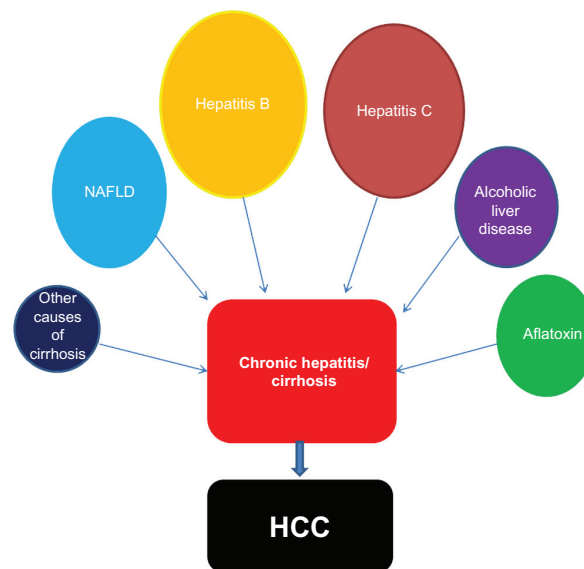 Hepatitis B
Hepatitis C
NAFLD
Alcoholic
liver
disease
Other
causes of
cirrhosis
Aflatoxin
Chronic hepatitis/
cirrhosis
HCC